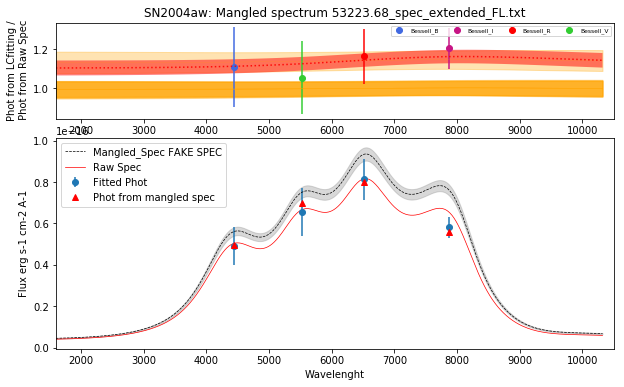 SN2004aw: Mangled spectrum 53223.68_spec_extended_FL.txt
Phot from LCfitting /
Phot from Raw Spec
1.2
1.0
Bessell_B
Bessell_I
Bessell_R
Bessell_V
2000 3000 4000 5000 6000 7000 8000 9000 10000
1e−16
Flux erg s-1 cm-2 A-1
1.0
0.8
0.6
0.4
0.2
0.0
Mangled_Spec FAKE SPEC
Raw Spec
Fitted Phot
Phot from mangled spec
2000 3000 4000 5000 6000 7000 8000 9000 10000
Wavelenght